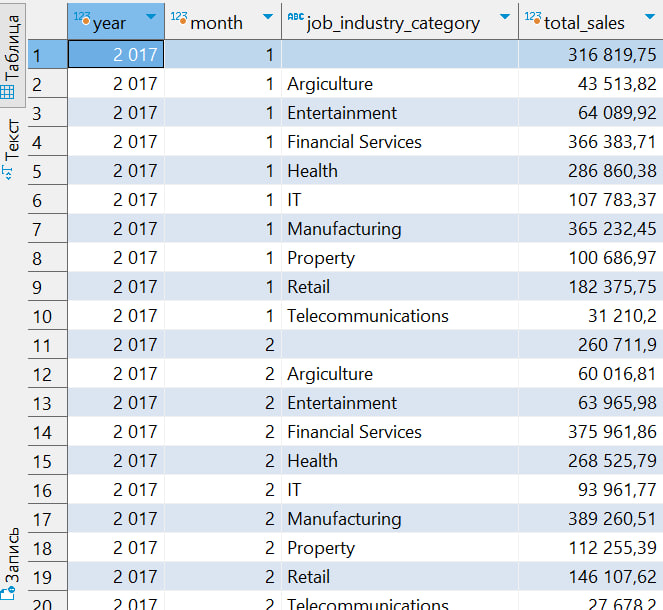 Таблица
Текст
Запись
123 year 123 month ABC job_industry_category 123 total_sales
1 2 017 1 316 819,75
2 2 017 1 Argiculture 43 513,82
3 2 017 1 Entertainment 64 089,92
4 2 017 1 Financial Services 366 383,71
5 2 017 1 Health 286 860,38
6 2 017 1 IT 107 783,37
7 2 017 1 Manufacturing 365 232,45
8 2 017 1 Property 100 686,97
9 2 017 1 Retail 182 375,75
10 2 017 1 Telecommunications 31 210,2
11 2 017 2 260 711,9
12 2 017 2 Argiculture 60 016,81
13 2 017 2 Entertainment 63 965,98
14 2 017 2 Financial Services 375 961,86
15 2 017 2 Health 268 525,79
16 2 017 2 IT 93 961,77
17 2 017 2 Manufacturing 389 260,51
18 2 017 2 Property 112 255,39
19 2 017 2 Retail 146 107,62
20 2 017 2 Telecommunications 27 678,2